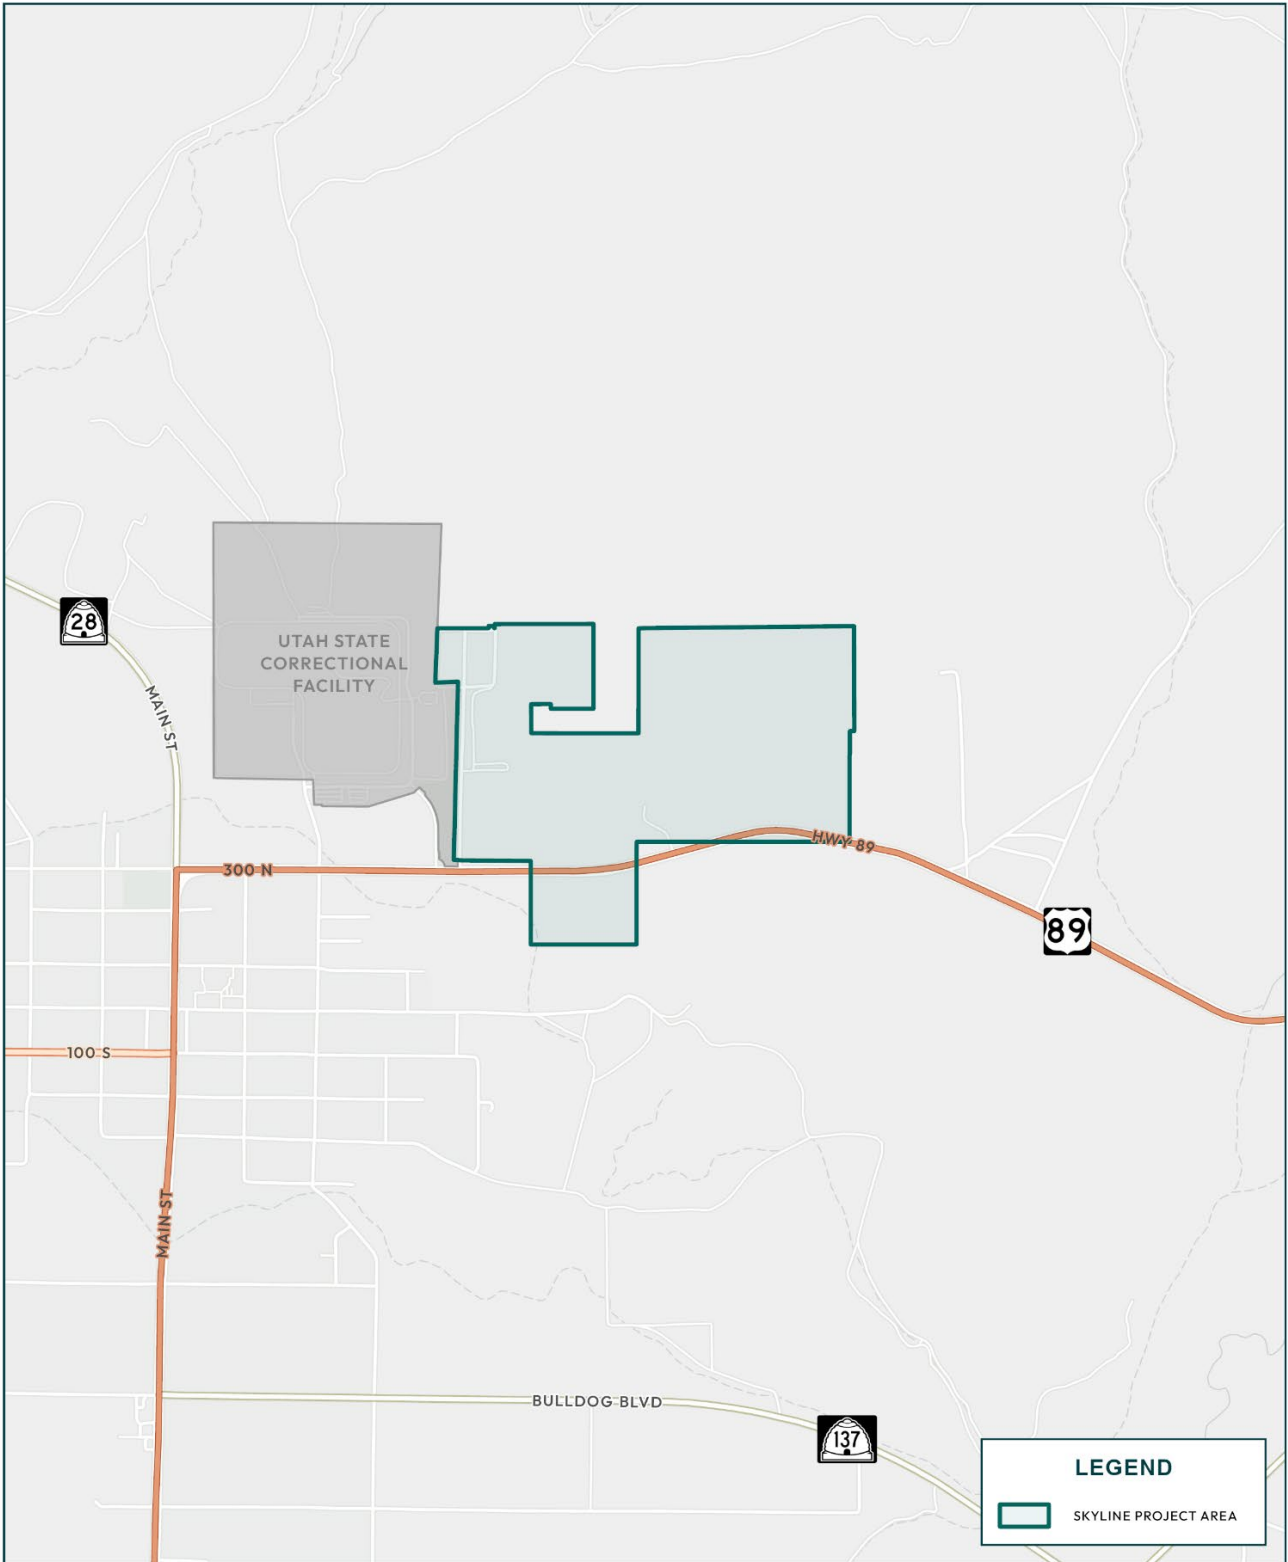 28
UTAH STATE
CORRECTIONAL
FACILITY
MAIN ST
HWY 89
300 N
89
100 S
MAIN ST
BULLDOG BLVD
137
LEGEND
SKYLINE PROJECT AREA